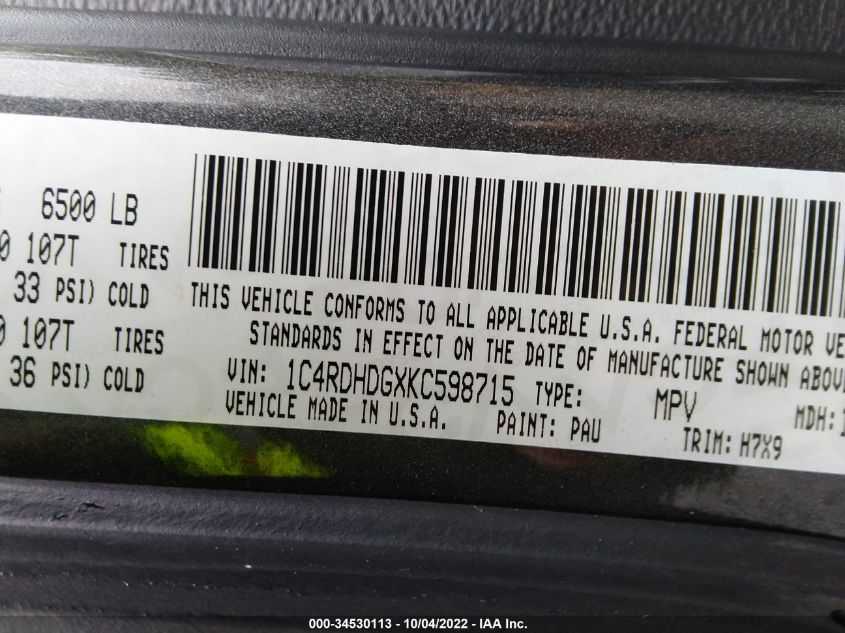 6500 LB
107T TIRES
33 PSI) COLD
107T TIRES
36 PSI) COLD
THIS VEHICLE CONFORMS TO ALL APPLICABLE U.S.A. FEDERAL MOTOR
STANDARDS IN EFFECT ON THE DATE OF MANUFACTURE SHOWN
VIN: 1C4RDHDGXKC598715 TYPE: MPV MDH:
VEHICLE MADE IN U.S.A. PAINT: PAU TRIM: H7X9
000-34530113 - 10/04/2022 - IAA Inc.